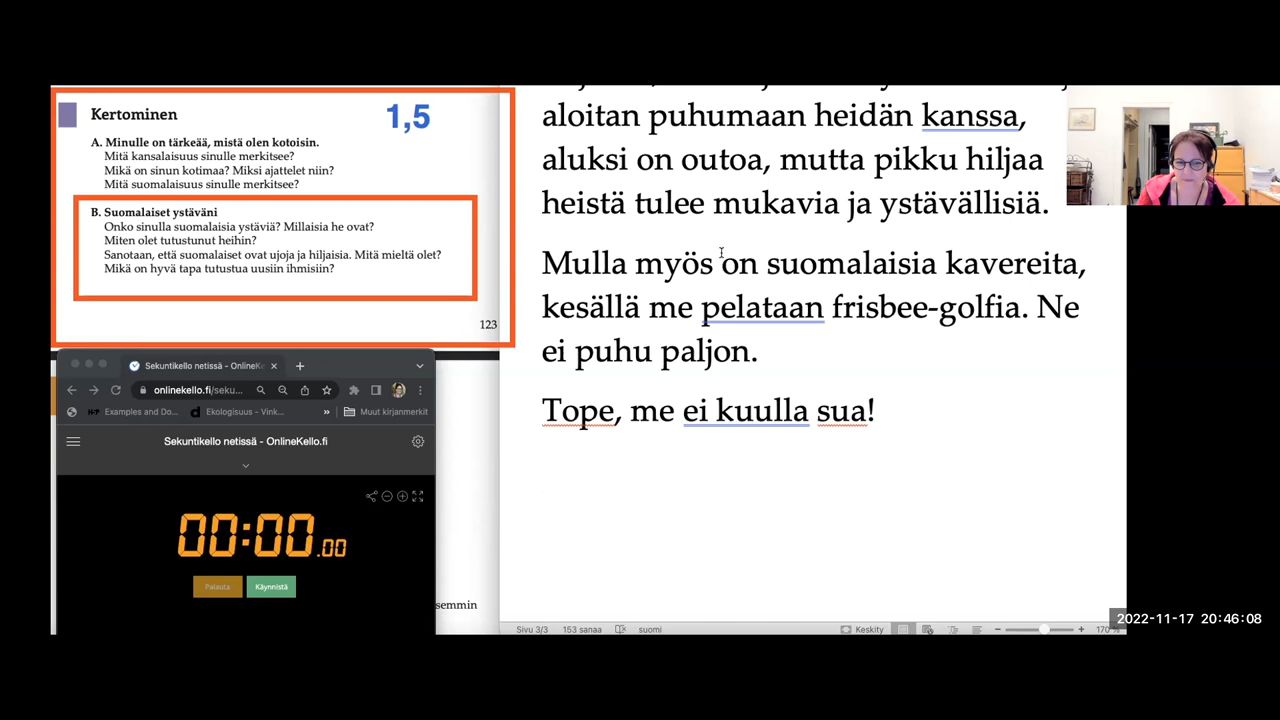 Kertominen
1,5
A. Minulle on tärkeää, mistä olen kotoisin.
Mitä kansalaisuus sinulle merkitsee?
Mikä on sinun kotimaa? Miksi ajattelet niin?
Mitä suomalaisuus sinulle merkitsee?
B. Suomalaiset ystäväni
Onko sinulla suomalaisia ystäviä? Millaisia he ovat?
Miten olet tutustunut heihin?
Sanotaan, että suomalaiset ovat ujoja ja hiljaisia. Mitä mieltä olet?
Mikä on hyvä tapa tutustua uusiin ihmisiin?
123
Sekuntikello netissä - OnlineKe
onlinekello.fi/seku...
Examples and Do...
Ekologisuus - Vink...
»
Muut kirjanmerkit
Sekuntikello netissä - OnlineKello.fi
00:00.00
Palauta
Käynnistä
semmin
aloitan puhumaan heidän kanssa,
aluksi on outoa, mutta pikku hiljaa
heistä tulee mukavia ja ystävällisiä.
Mulla myös on suomalaisia kavereita,
kesällä me pelataan frisbee-golfia. Ne
ei puhu paljon.
Tope, me ei kuulla sua!
Sivu 3/3
153 sanaa
suomi
Keskity
170 %
2022-11-17 20:46:08